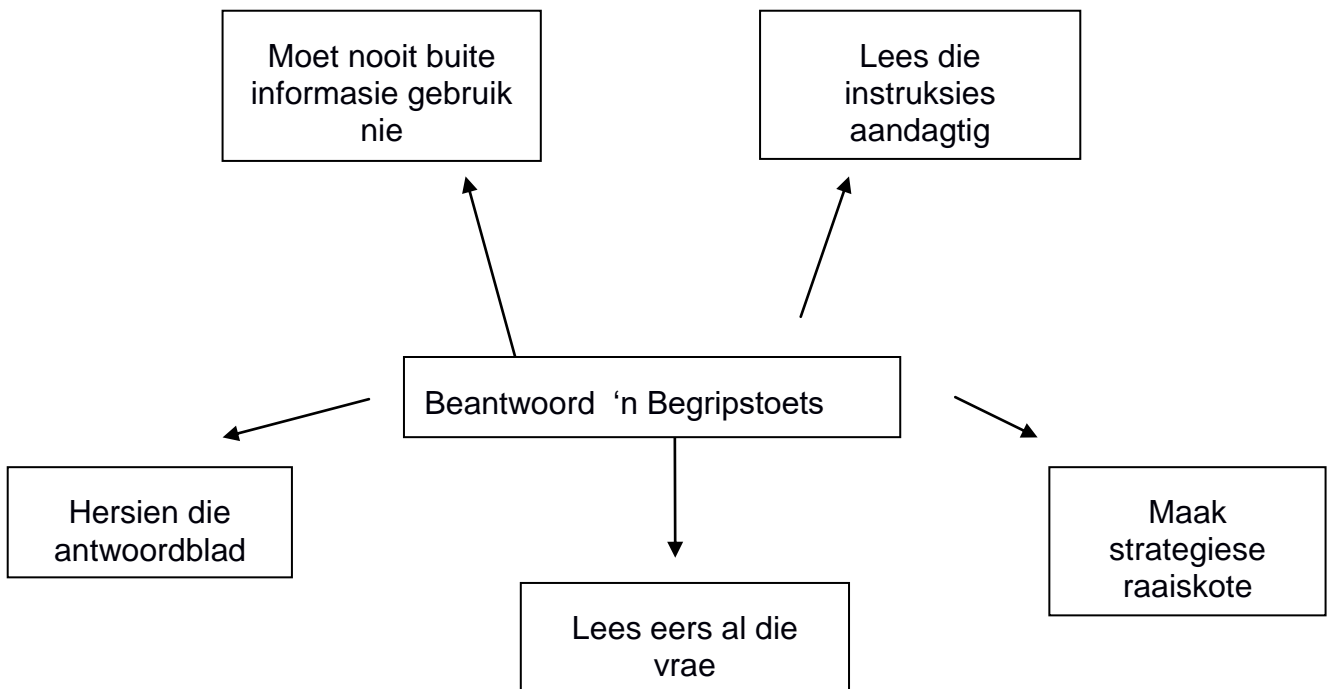 Moet nooit buite
informasie gebruik
nie
Lees die
instruksies
aandagtig
Beantwoord ‘n Begripstoets
Hersien die
antwoordblad
Maak
strategiese
raaiskote
Lees eers al die
vrae